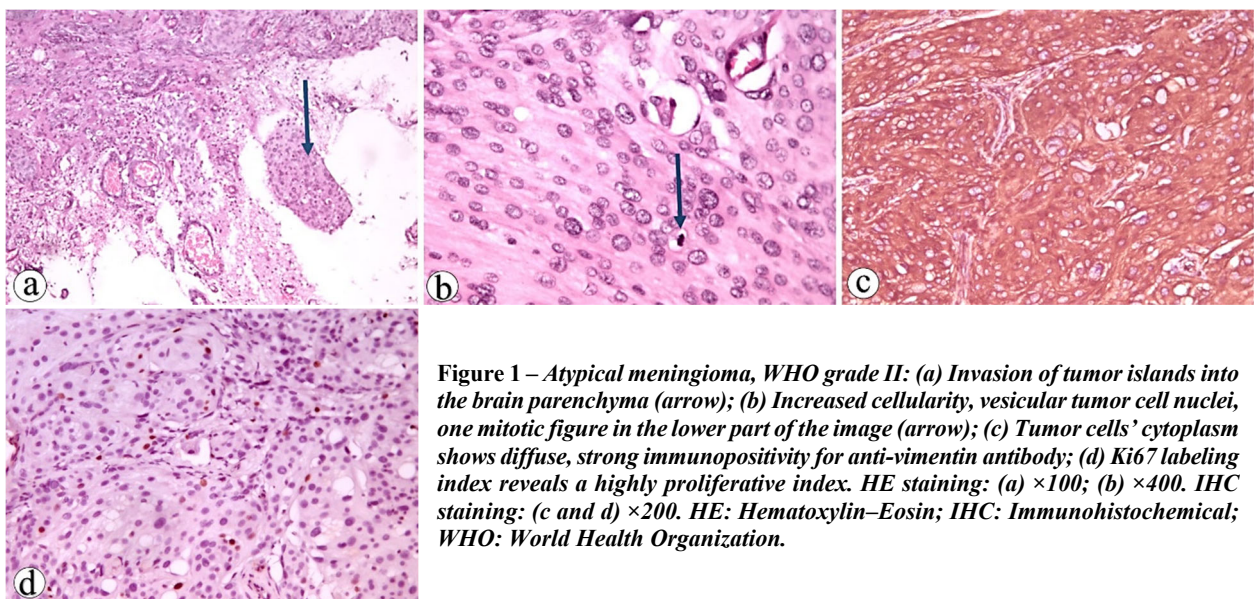 a
b
c
d
Figure 1 – Atypical meningioma, WHO grade II: (a) Invasion of tumor islands into
the brain parenchyma (arrow); (b) Increased cellularity, vesicular tumor cell nuclei,
one mitotic figure in the lower part of the image (arrow); (c) Tumor cells’ cytoplasm
shows diffuse, strong immunopositivity for anti-vimentin antibody; (d) Ki67 labeling
index reveals a highly proliferative index. HE staining: (a) ×100; (b) ×400. IHC
staining: (c and d) ×200. HE: Hematoxylin–Eosin; IHC: Immunohistochemical;
WHO: World Health Organization.